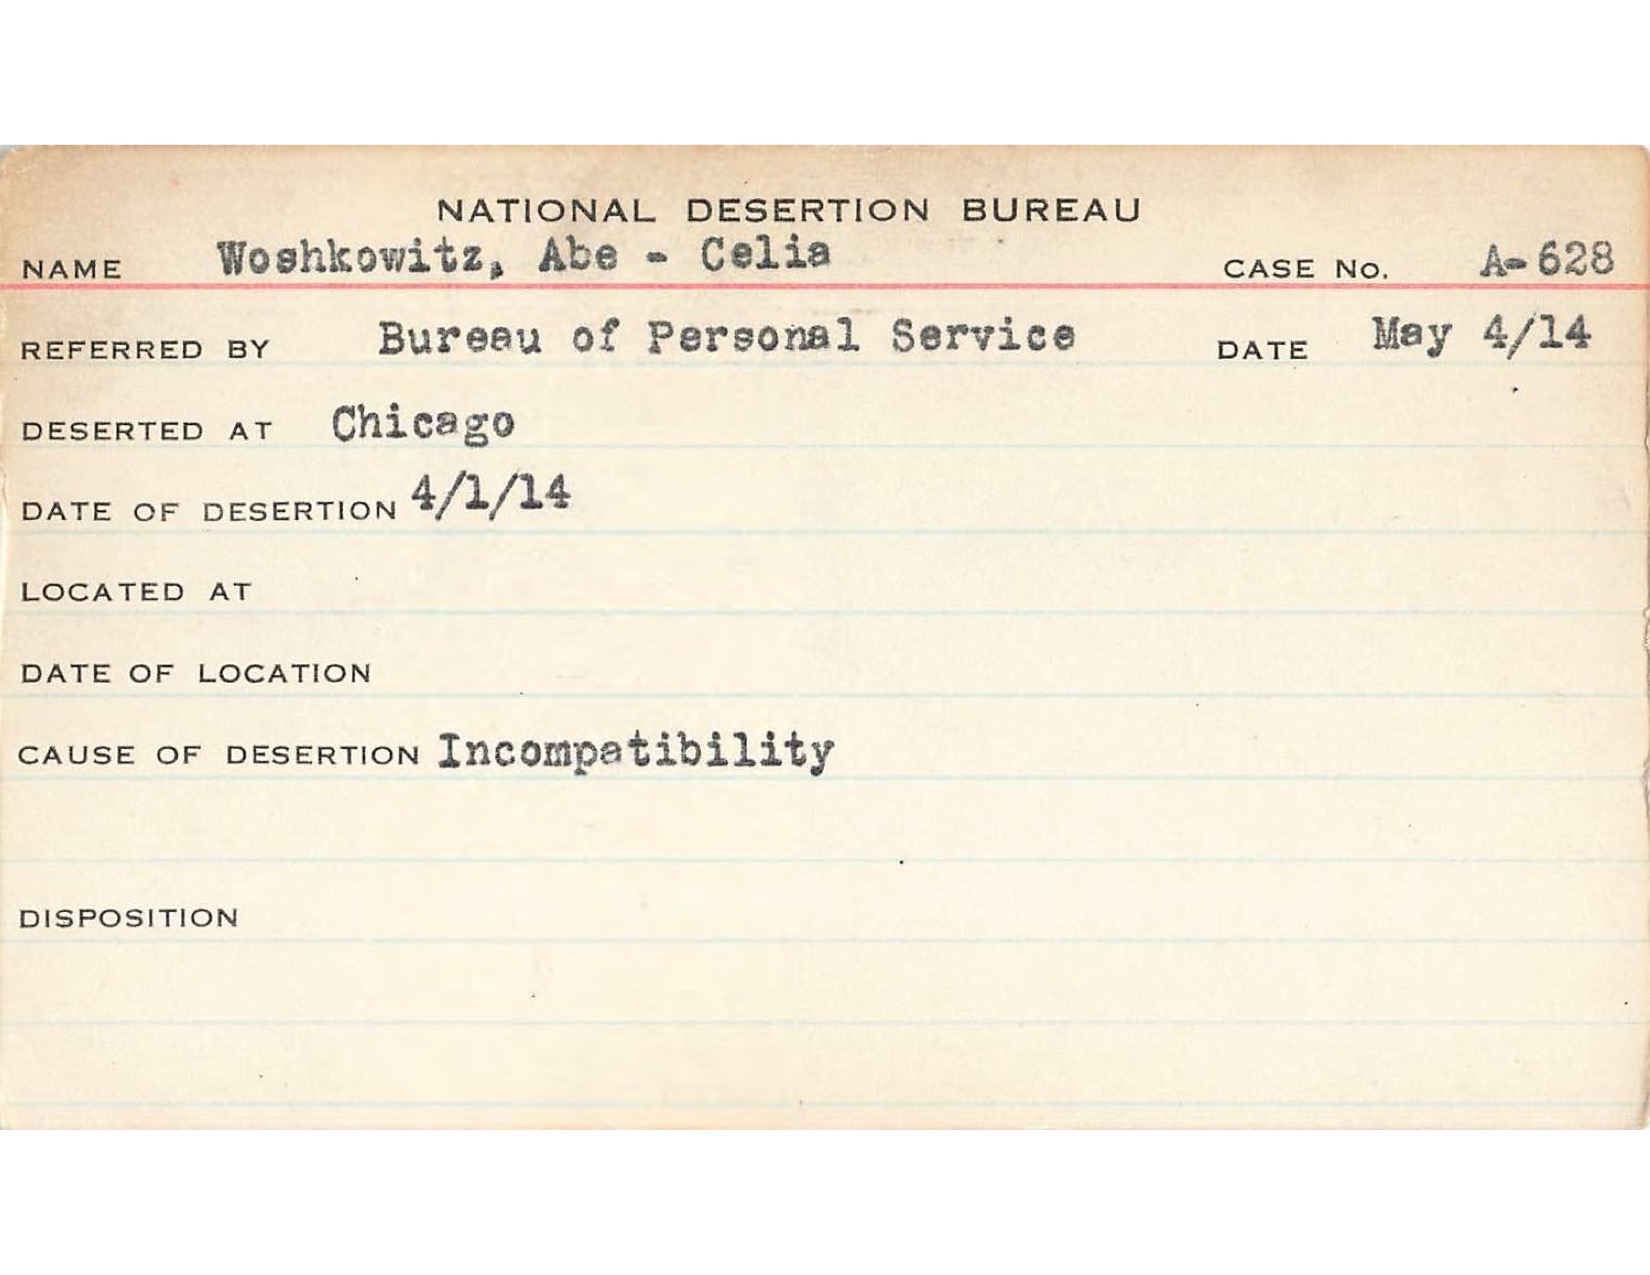 NATIONAL DESERTION BUREAU
NAME Woshkowitz, Abe - Celia CASE No. A-628
REFERRED BY Bureau of Personal Service DATE May 4/14
DESERTED AT Chicago
DATE OF DESERTION 4/1/14
LOCATED AT
DATE OF LOCATION
CAUSE OF DESERTION Incompatibility
DISPOSITION